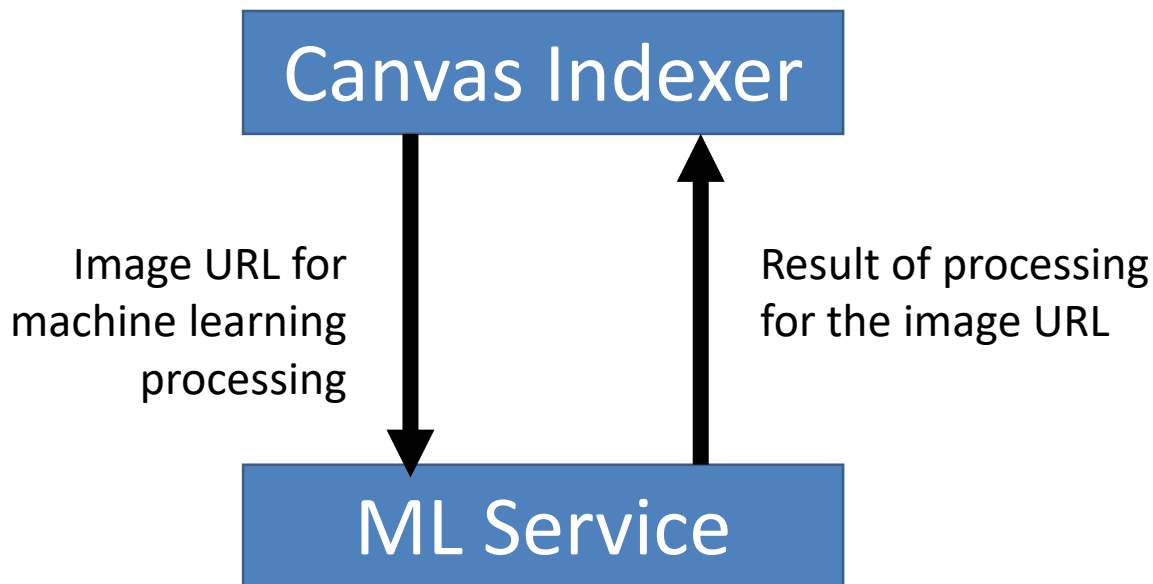 Canvas Indexer
Image URL for
machine learning
processing
Result of processing
for the image URL
ML Service